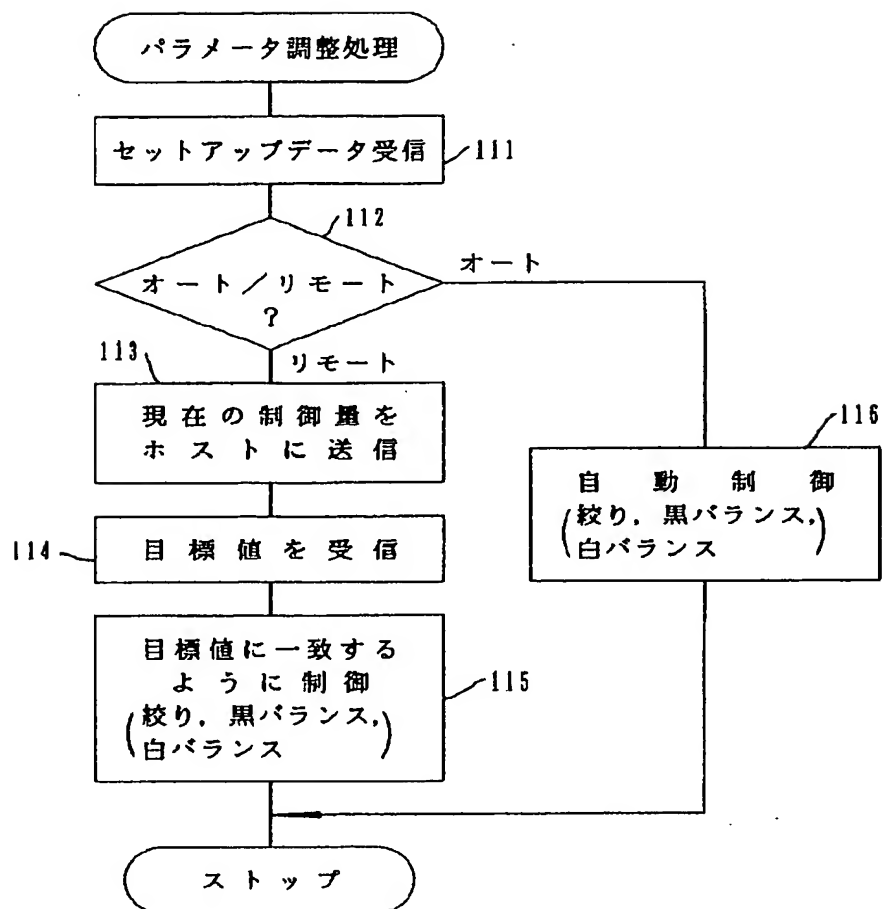 パラメータ調整処理
セットアップデータ受信
111
112
オート/リモート
?
オート
113
リモート
現在の制御量を
ホストに送信
116
自動制御
(絞り,黒バランス,
白バランス)
114
目標値を受信
目標値に一致する
ように制御
115
(絞り,黒バランス,
白バランス)
ストップ